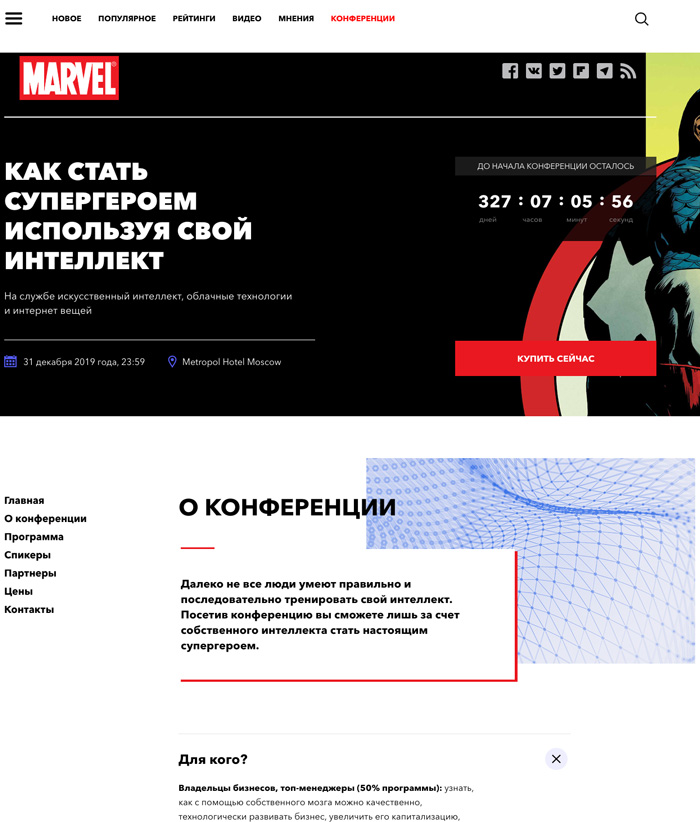 НОВОЕ ПОПУЛЯРНОЕ РЕЙТИНГИ ВИДЕО МНЕНИЯ КОНФЕРЕНЦИИ
MARVEL
КАК СТАТЬ
СУПЕРГЕРОЕМ
ИСПОЛЬЗУЯ СВОЙ
ИНТЕЛЛЕКТ
На службе искусственный интеллект, облачные технологии
и интернет вещей
31 декабря 2019 года, 23:59 Metropol Hotel Moscow
ДО НАЧАЛА КОНФЕРЕНЦИИ ОСТАЛОСЬ
327 : 07 : 05 : 56
дней часов минут секунд
КУПИТЬ СЕЙЧАС
Главная
О конференции
Программа
Спикеры
Партнеры
Цены
Контакты
О КОНФЕРЕНЦИИ
Далеко не все люди умеют правильно и
последовательно тренировать свой интеллект.
Посетив конференцию вы сможете лишь за счет
собственного интеллекта стать настоящим
супергероем.
Для кого?
Владельцы бизнесов, топ-менеджеры (50% программы): узнать,
как с помощью собственного мозга можно качественно,
технологически развивать бизнес, увеличить его капитализацию,